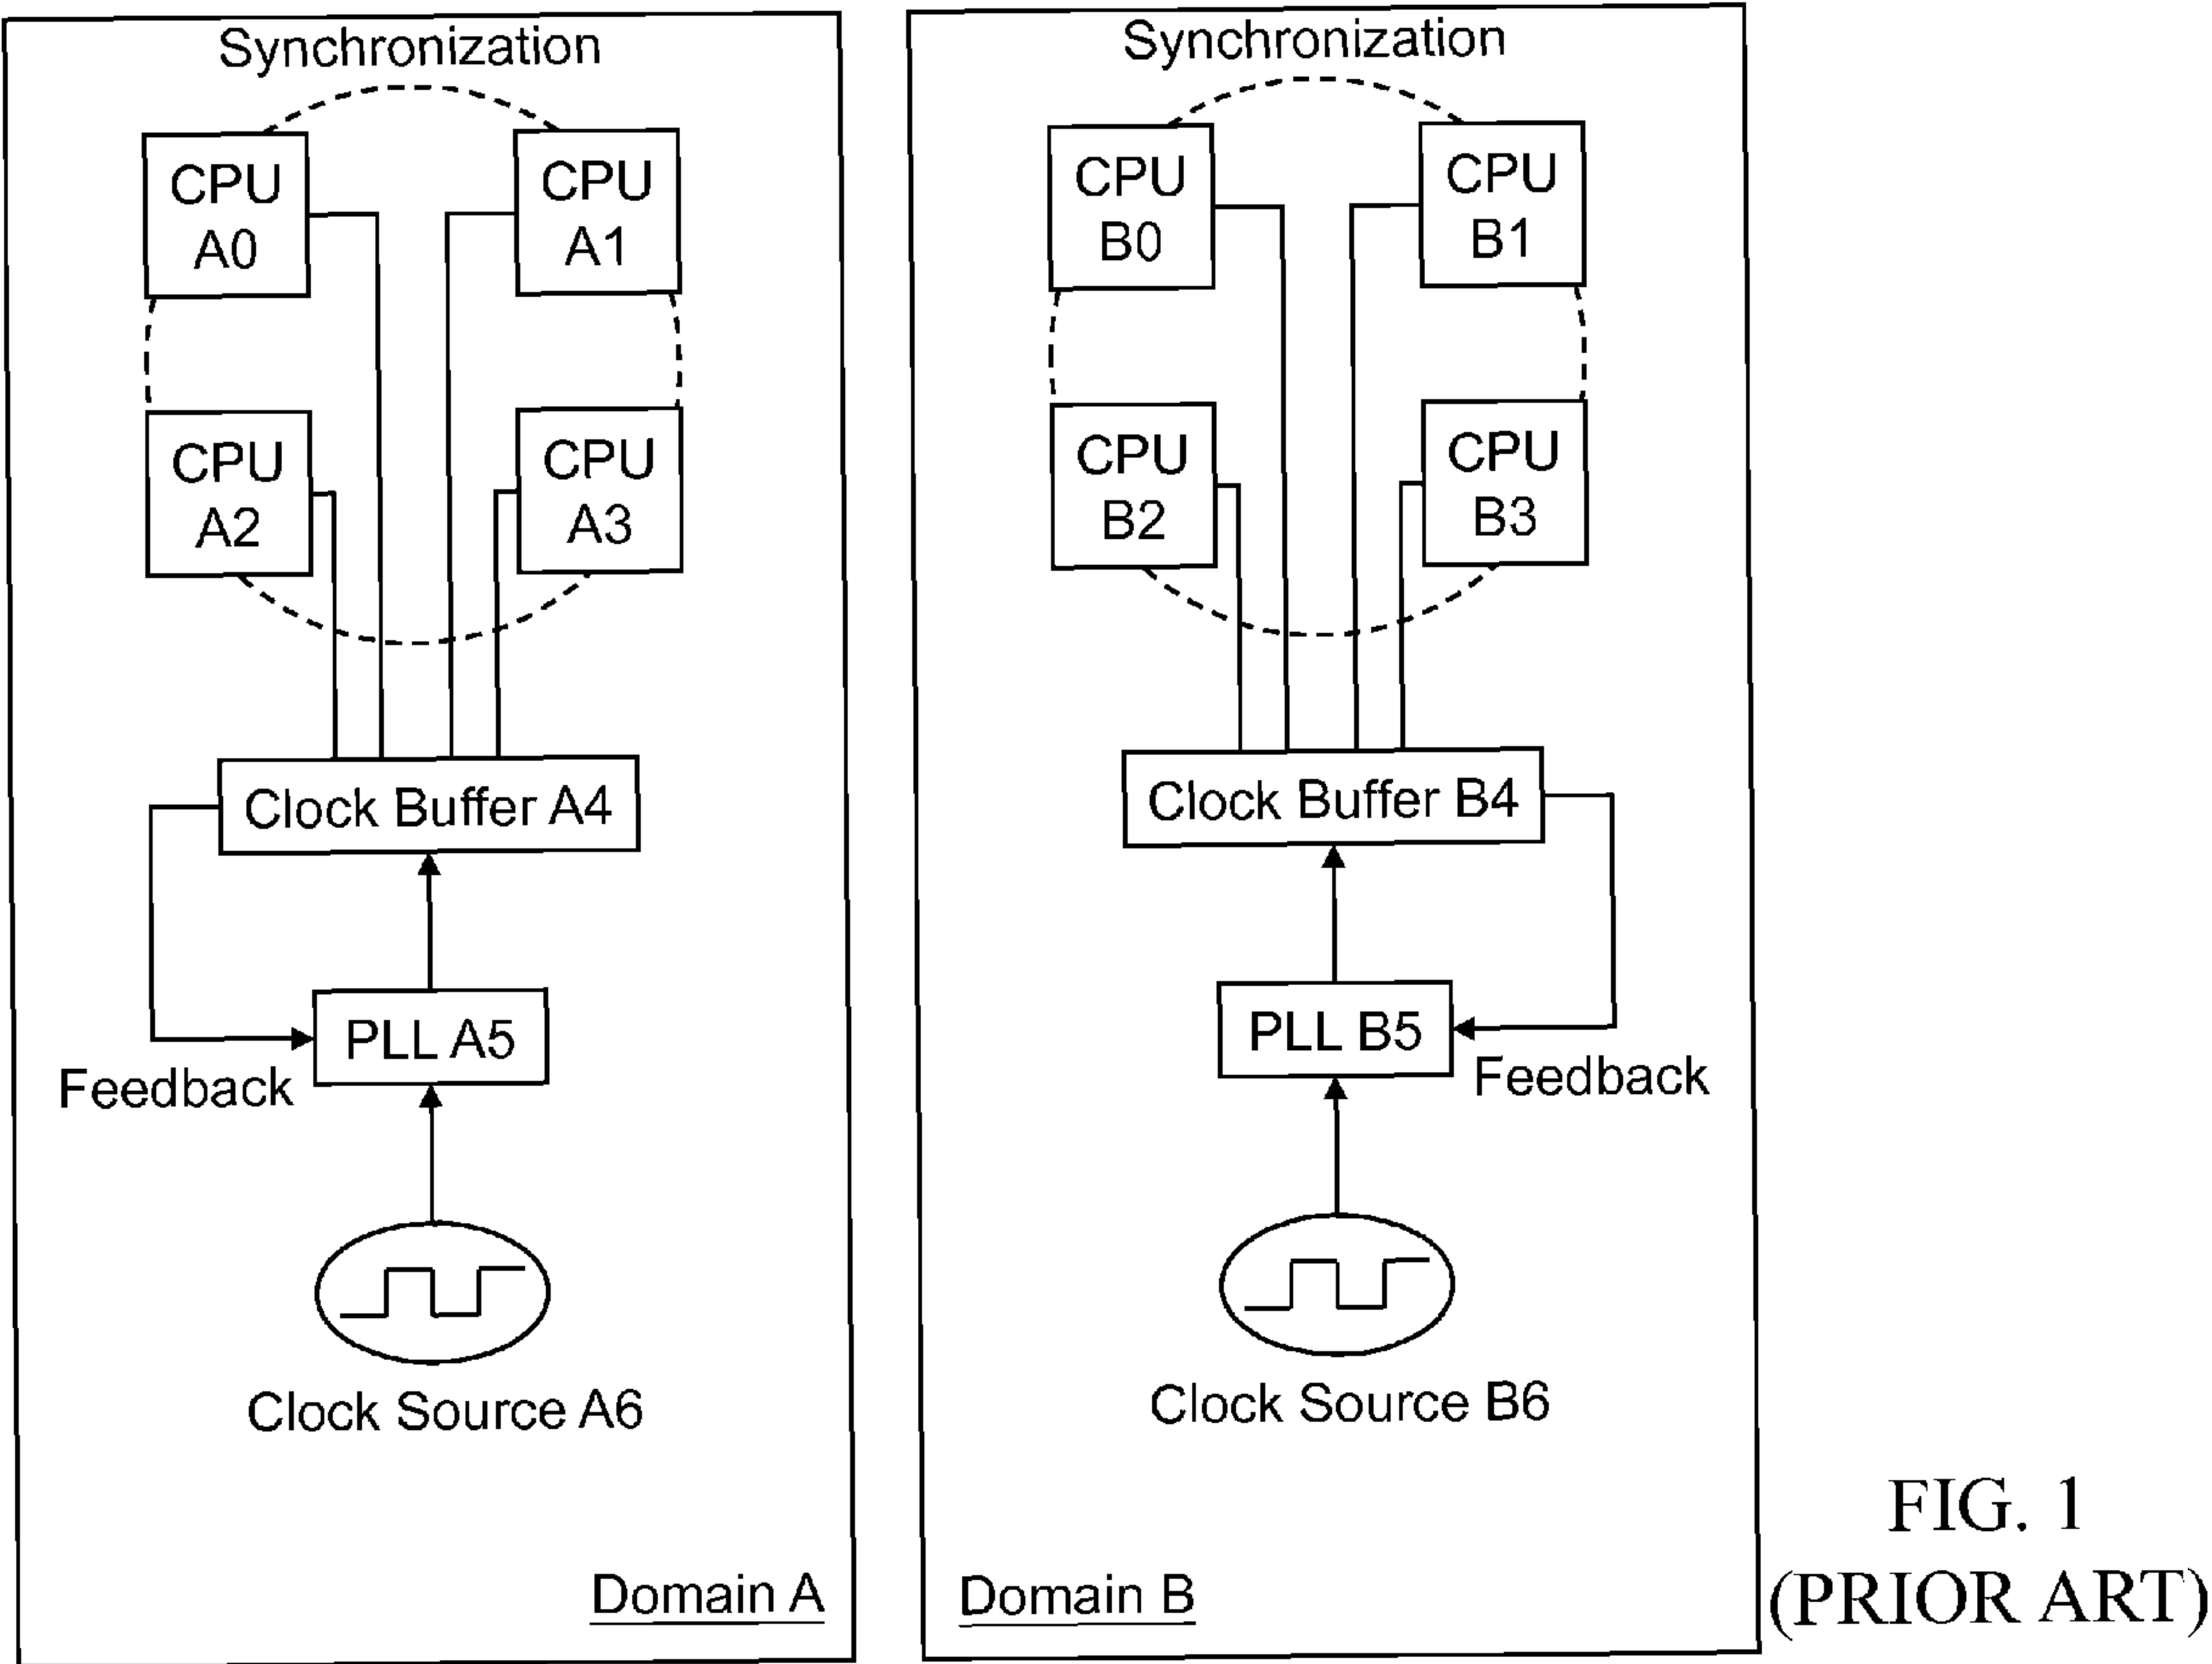 Synchronization
CPU
A0
CPU
A1
CPU
A2
CPU
A3
Clock Buffer A4
PLL A5
Feedback
Clock Source A6
Domain A
Synchronization
CPU
B0
CPU
B1
CPU
B2
CPU
B3
Clock Buffer B4
PLL B5
Feedback
Clock Source B6
Domain B
FIG. 1
(PRIOR ART)